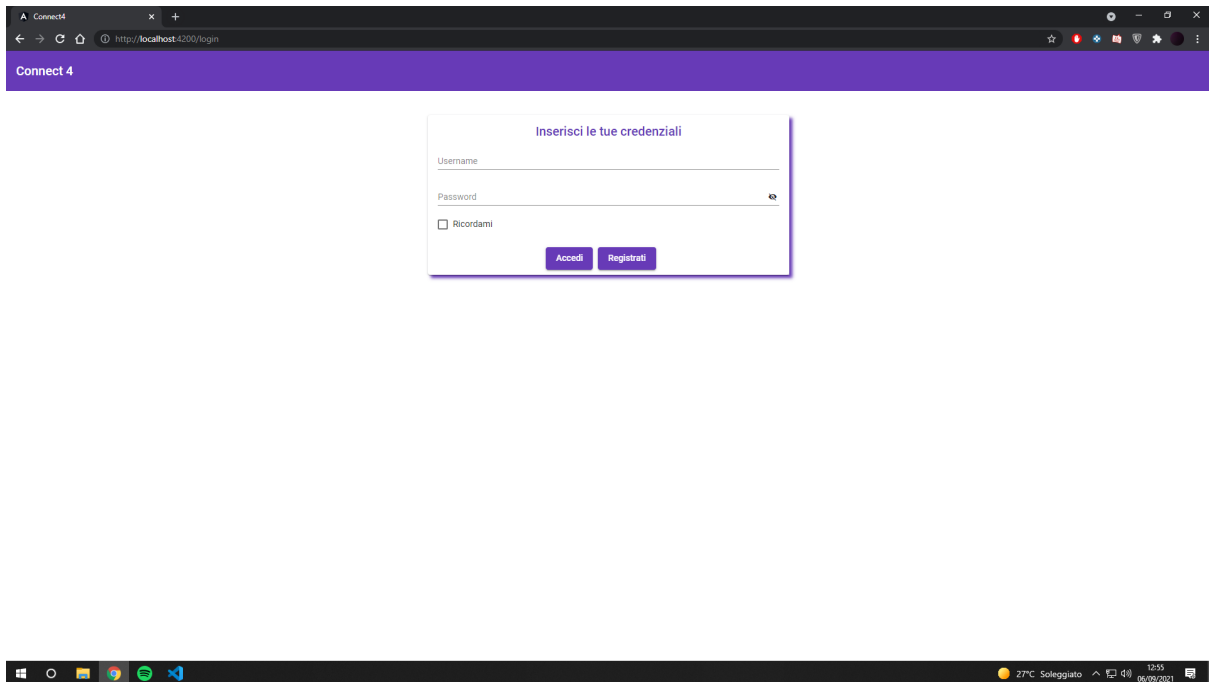 Connect4
http://localhost:4200/login
Connect 4
Inserisci le tue credenziali
Username
Password
Ricordami
Accedi Registrati
27°C Soleggiato
12:55
06/09/2021